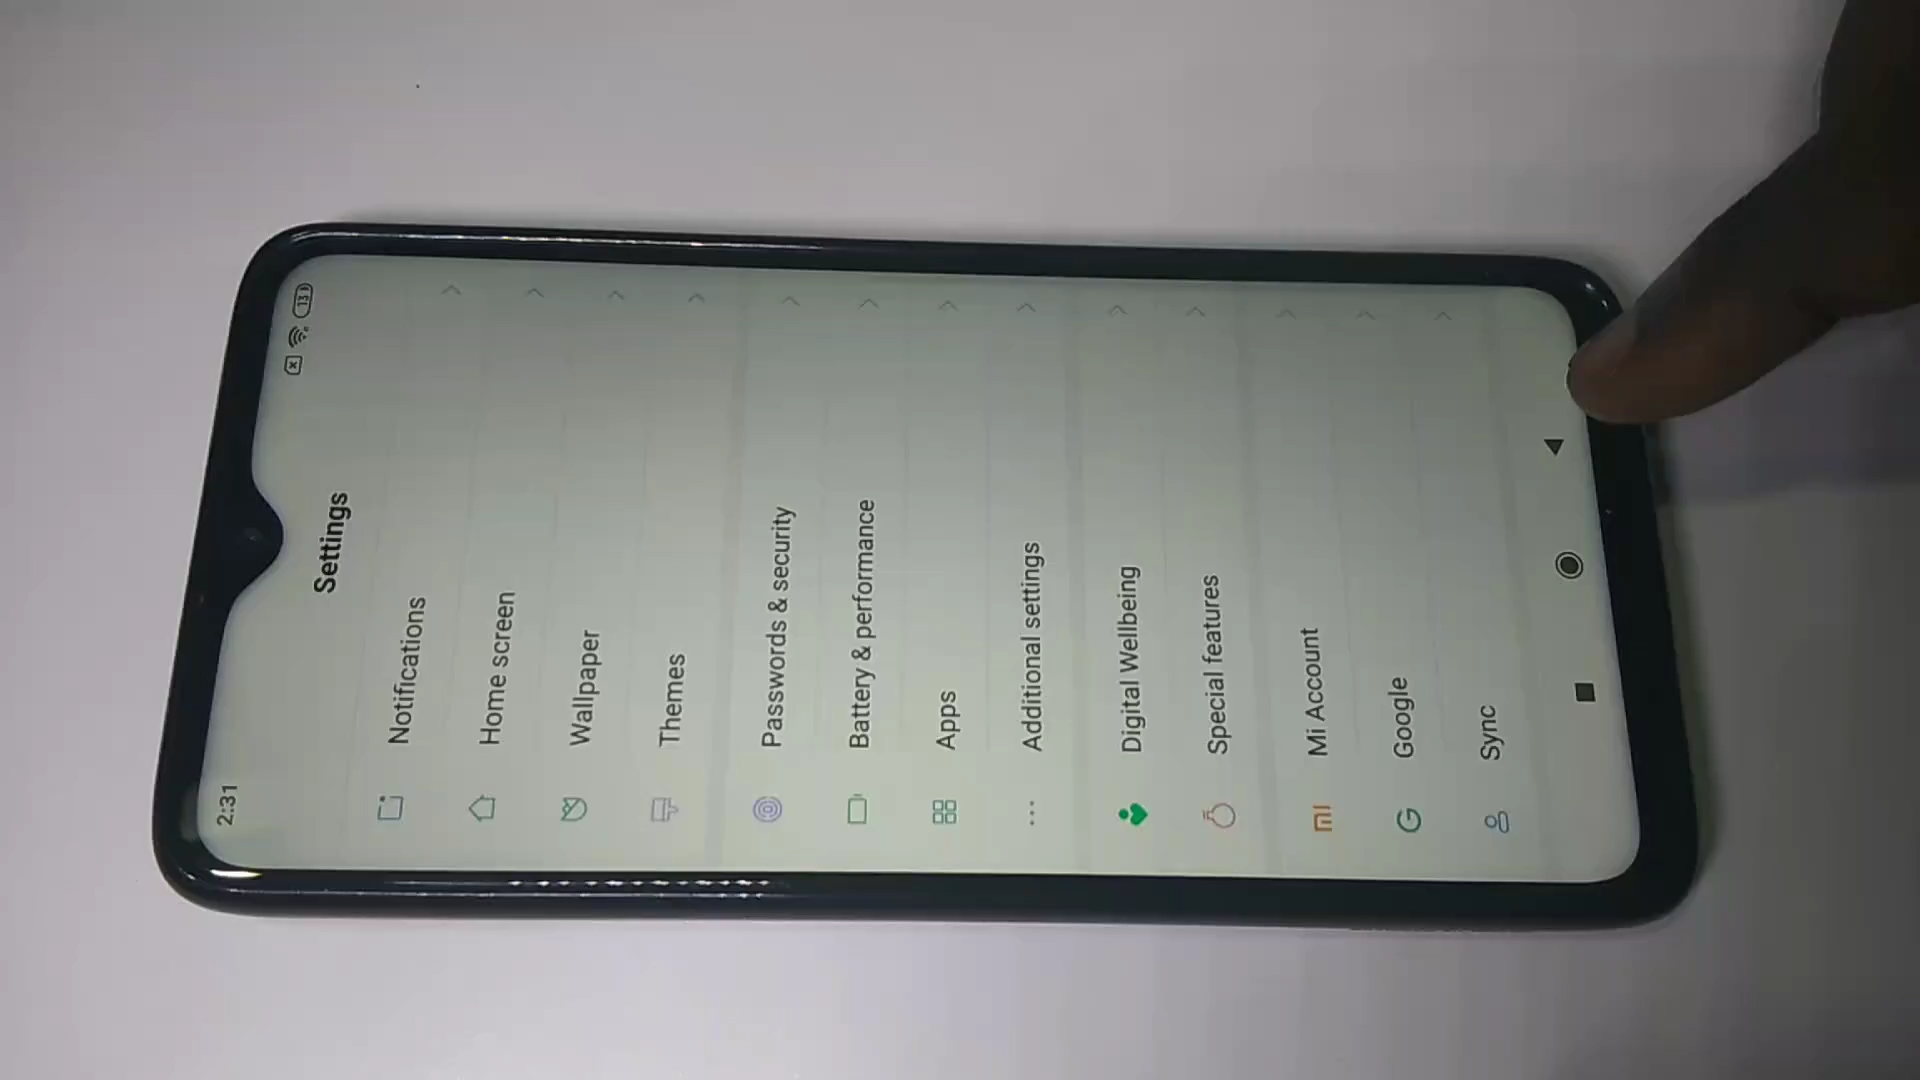 2:31
13
Settings
Notifications
Home screen
Wallpaper
Themes
Passwords & security
Battery & performance
Apps
Additional settings
Digital Wellbeing
Special features
Mi Account
Google
Sync